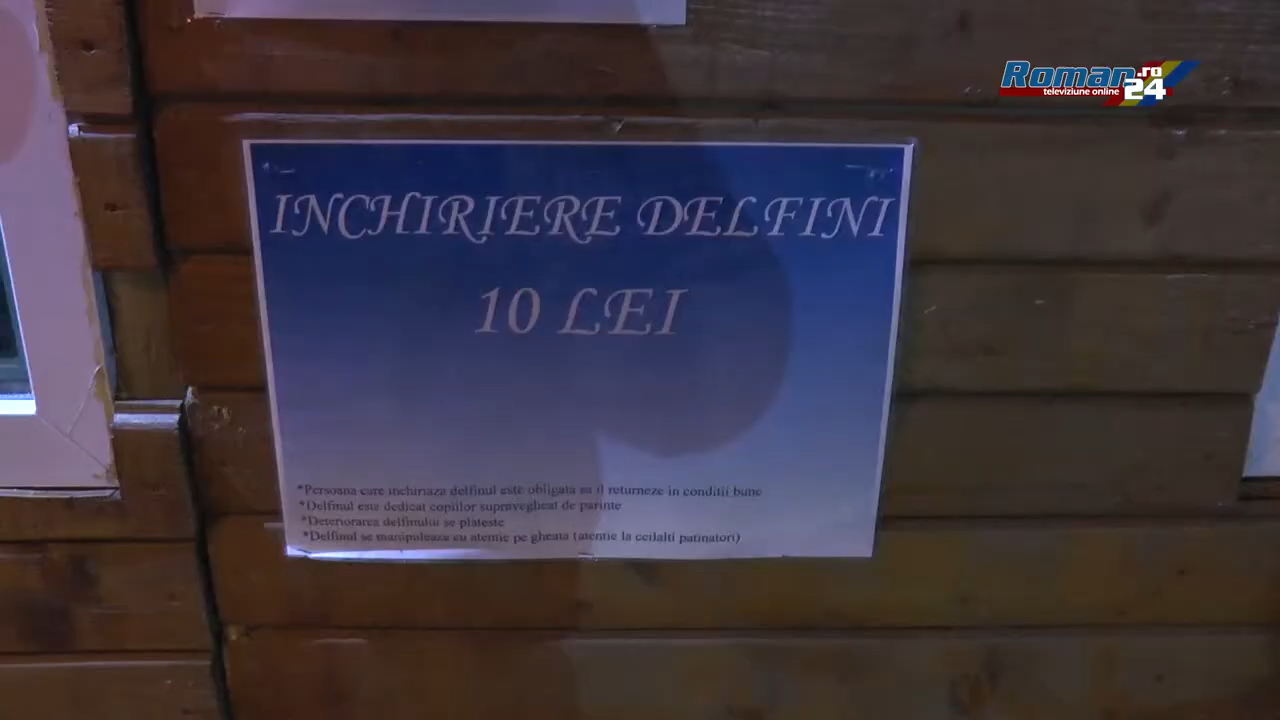 Roman24.ro
televiziune online
INCHIRIERE DELFINI
10 LEI
*Persoana care inchiriaza delfinul este obligata sa il returneze in conditii bune
*Delfinul este dedicat copiilor supravegheat de parinte
*Deteriorarea delfinului se plateste
*Delfinul se manipuleaza cu atentie pe gheata (atentie la ceilalti patinatori)